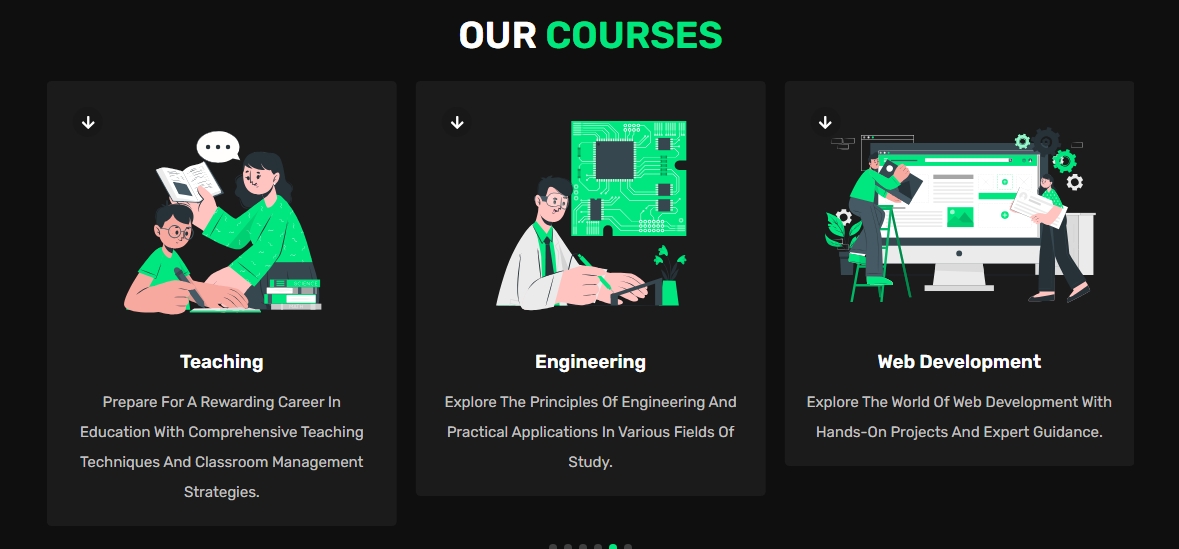 OUR COURSES
Teaching
Prepare For A Rewarding Career In
Education With Comprehensive Teaching
Techniques And Classroom Management
Strategies.
Engineering
Explore The Principles Of Engineering And
Practical Applications In Various Fields Of
Study.
Web Development
Explore The World Of Web Development With
Hands-On Projects And Expert Guidance.